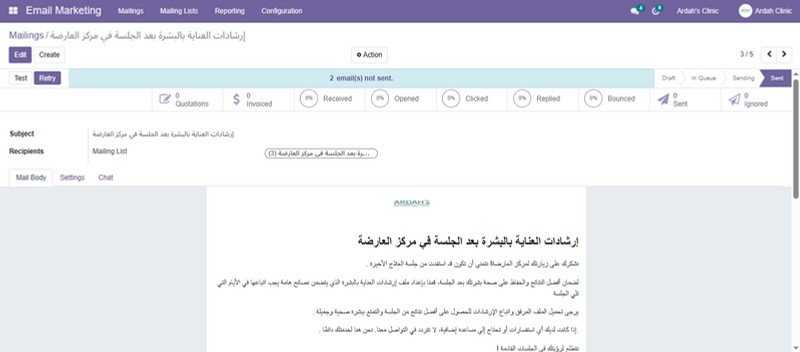 Email Marketing Mailings Mailing Lists Reporting Configuration 4 6 Ardah's Clinic Ardah Clinic
Mailings / إرشادات العناية بالبشرة بعد الجلسة في مركز العارضة
Edit Create Action 3 / 5
Test Retry 2 email(s) not sent. Draft In Queue Sending Sent
0 Quotations
0 Invoiced
0% Received
0% Opened
0% Clicked
0% Replied
0% Bounced
0 Sent
0 Ignored
Subject إرشادات العناية بالبشرة بعد الجلسة في مركز العارضة
Recipients Mailing List ...رة بعد الجلسة في مركز العارضة (3)
Mail Body Settings Chat
ARDAH'S
إرشادات العناية بالبشرة بعد الجلسة في مركز العارضة
نشكرك على زيارتك لمركز العارضة! نتمنى أن تكون قد استفدت من جلسة العلاج الأخيرة .
لضمان أفضل النتائج والحفاظ على صحة بشرتك بعد الجلسة، قمنا بإعداد ملف إرشادات العناية بالبشرة الذي يتضمن نصائح هامة يجب اتباعها في الأيام التي
تلي الجلسة
يرجى تحميل الملف المرفق واتباع الإرشادات للحصول على أفضل نتائج من الجلسة والتمتع ببشرة صحية وجميلة .
.إذا كانت لديك أي استفسارات أو تحتاج إلى مساعدة إضافية، لا تتردد في التواصل معنا. نحن هنا لخدمتك دائمًا
نتطلع لرؤيتك في الجلسات القادمة !